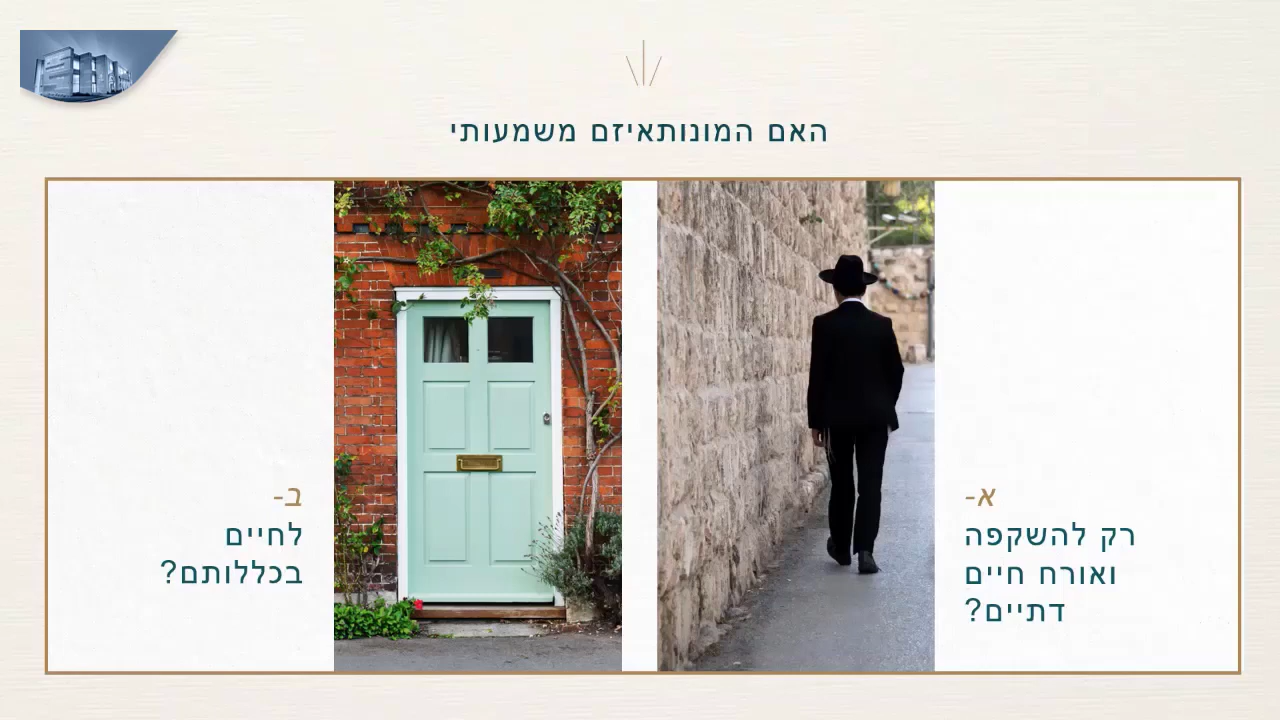 האם המונותאיזם משמעותי
א-
רק להשקפה
ואורח חיים
דתיים?
ב-
לחיים
בכללותם?